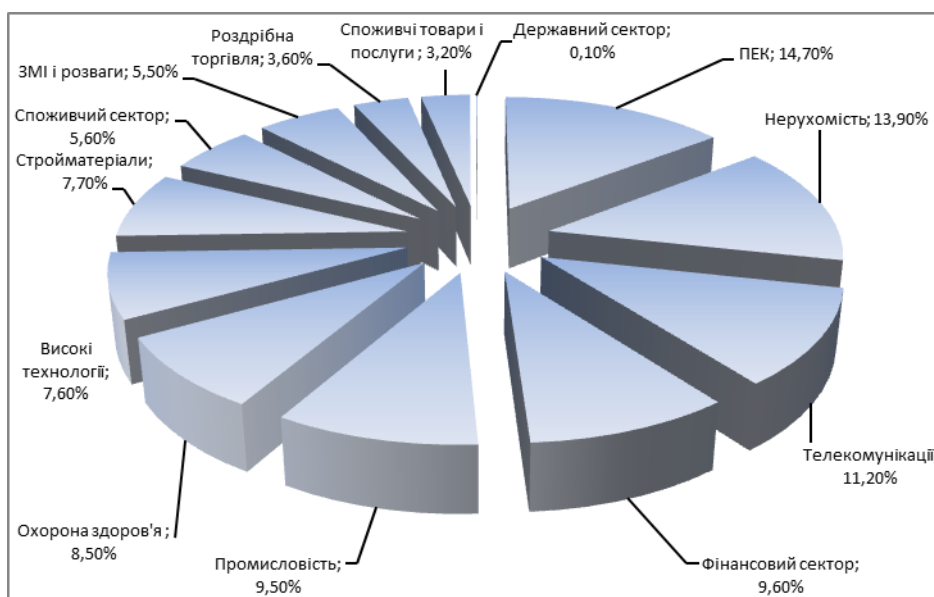 Державний сектор;
0,10%
ПЕК; 14,70%
Нерухомість; 13,90%
Телекомунікації
11,20%
Фінансовий сектор;
9,60%
Промисловість;
9,50%
Охорона здоров'я ;
8,50%
Високі
технології;
7,60%
Стройматеріали;
7,70%
Споживчий сектор;
5,60%
ЗМІ і розваги; 5,50%
Роздрібна
торгівля; 3,60%
Споживчі товари і
послуги ; 3,20%